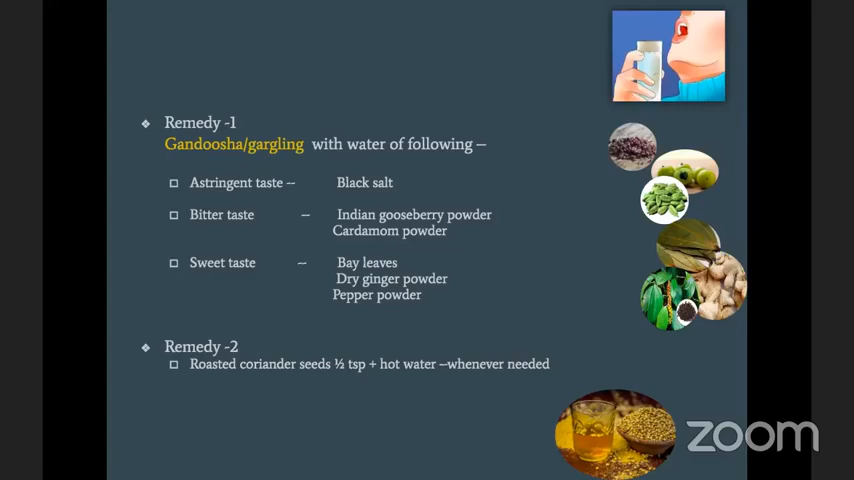 ❖ Remedy -1
Gandoosha/gargling with water of following –
□ Astringent taste -- Black salt
□ Bitter taste -- Indian gooseberry powder
Cardamom powder
□ Sweet taste -- Bay leaves
Dry ginger powder
Pepper powder
❖ Remedy -2
□ Roasted coriander seeds ½ tsp + hot water –whenever needed
zoom